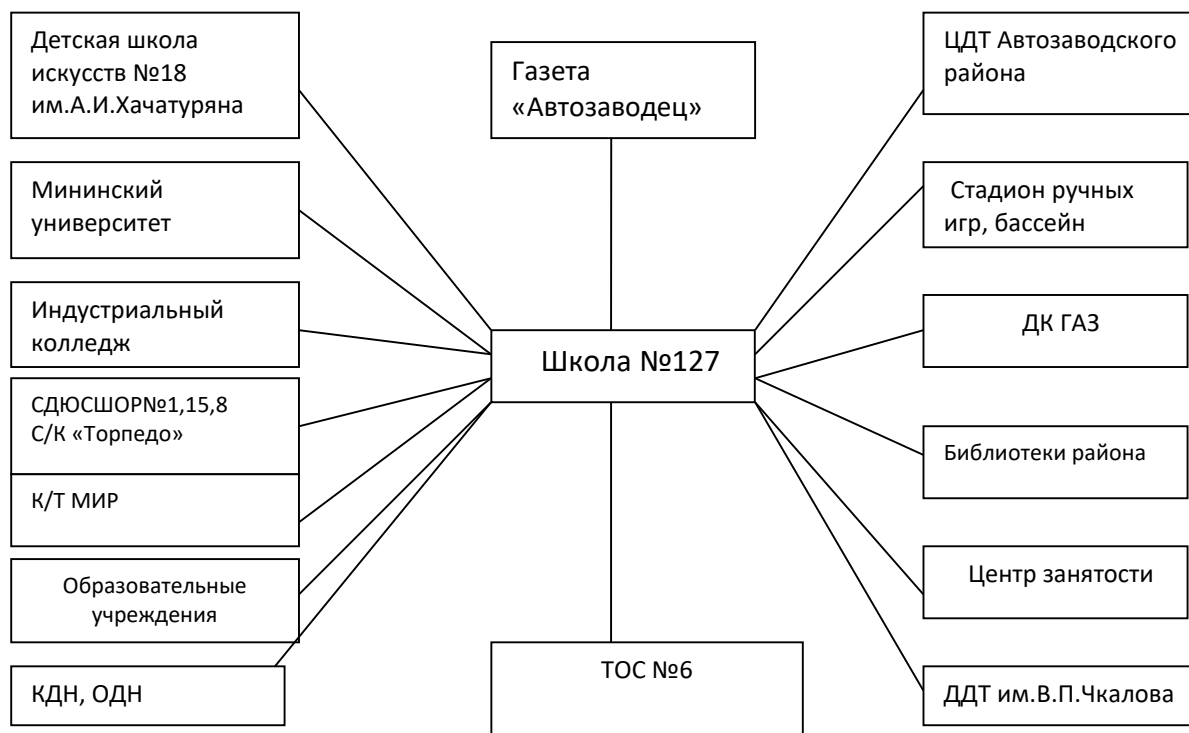 Детская школа
искусств №18
им.А.И.Хачатуряна
Мининский
университет
Индустриальный
колледж
СДЮСШОР№1,15,8
С/К «Торпедо»
К/Т МИР
Образовательные
учреждения
КДН, ОДН
Газета
«Автозаводец»
Школа №127
ТОС №6
ЦДТ Автозаводского
района
Стадион ручных
игр, бассейн
ДК ГАЗ
Библиотеки района
Центр занятости
ДДТ им.В.П.Чкалова